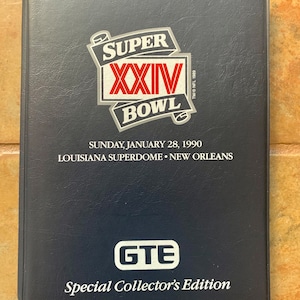 SUPER
XXIV
BOWL
SUNDAY, JANUARY 28, 1990
LOUISIANA SUPERDOME • NEW ORLEANS
GTE
Special Collector's Edition